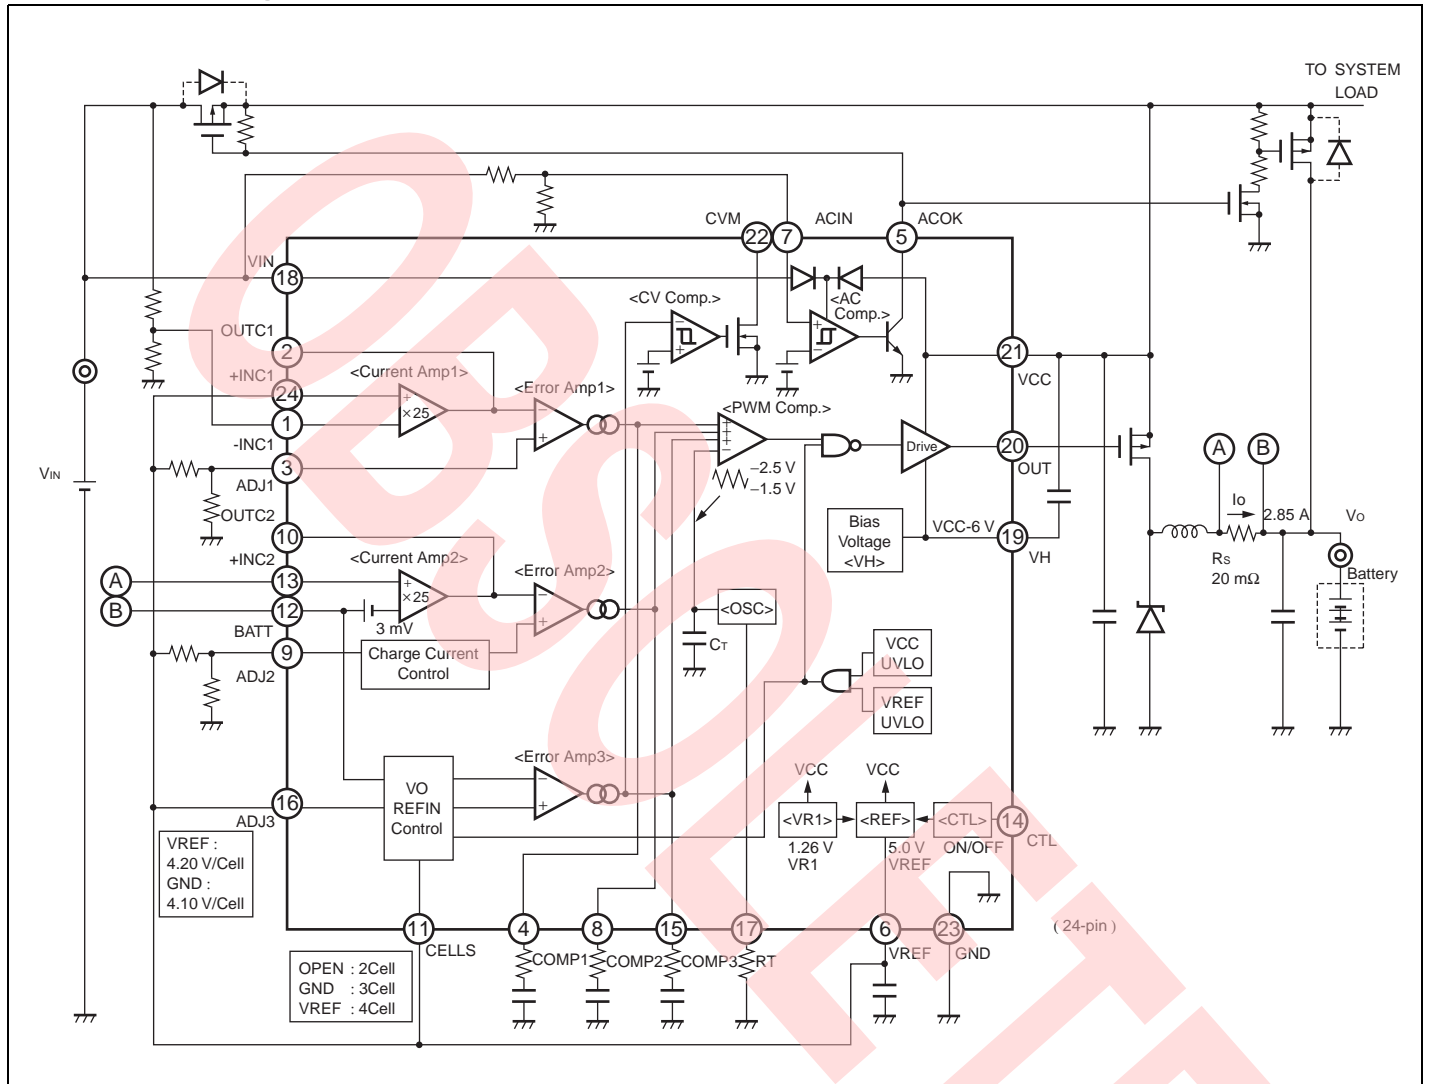 TO SYSTEM
LOAD
CVM
22
7
ACIN
ACOK
5
VIN
18
<CV Comp.>
<AC
Comp.>
−
+
+
−
OUTC1
2
21
VCC
+INC1
24
<Current Amp1>
+
×25
−
1
-INC1
<Error Amp1>
−
+
<PWM Comp.>
+
+
+
−
Drive
20
OUT
A
B
VIN
3
ADJ1
−2.5 V
−1.5 V
Io
2.85 A
Vo
OUTC2
10
Bias
Voltage
<VH>
VCC-6 V
19
VH
RS
20 mΩ
Battery
+INC2
<Current Amp2>
A
13
+
×25
−
B
12
3 mV
BATT
<Error Amp2>
−
+
<OSC>
CT
9
ADJ2
Charge Current
Control
VCC
UVLO
VREF
UVLO
<Error Amp3>
−
+
VO
REFIN
Control
16
ADJ3
VCC
VCC
<VR1>
<REF>
<CTL>
14
CTL
1.26 V
VR1
5.0 V
VREF
ON/OFF
VREF :
4.20 V/Cell
GND :
4.10 V/Cell
11
CELLS
4
COMP1
8
COMP2
15
COMP3
17
RT
6
VREF
23
GND
( 24-pin )
OPEN : 2Cell
GND : 3Cell
VREF : 4Cell
OBSOLETE